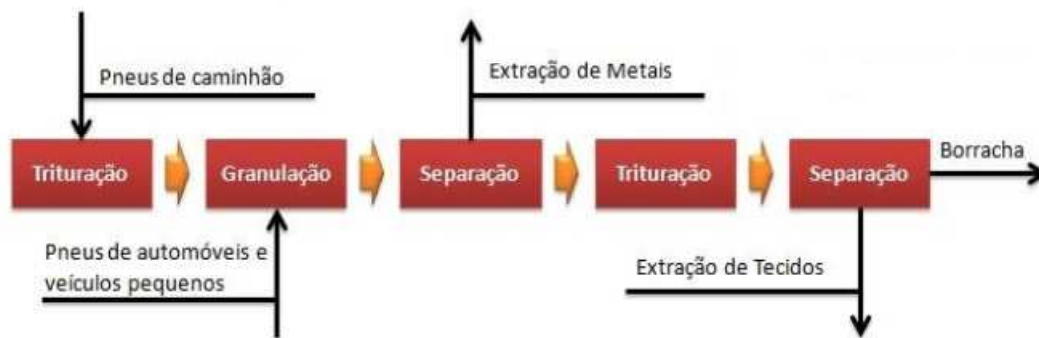 Pneus de caminhão
Extração de Metais
Trituração
Granulação
Separação
Trituração
Separação
Borracha
Pneus de automóveis e
veículos pequenos
Extração de Tecidos